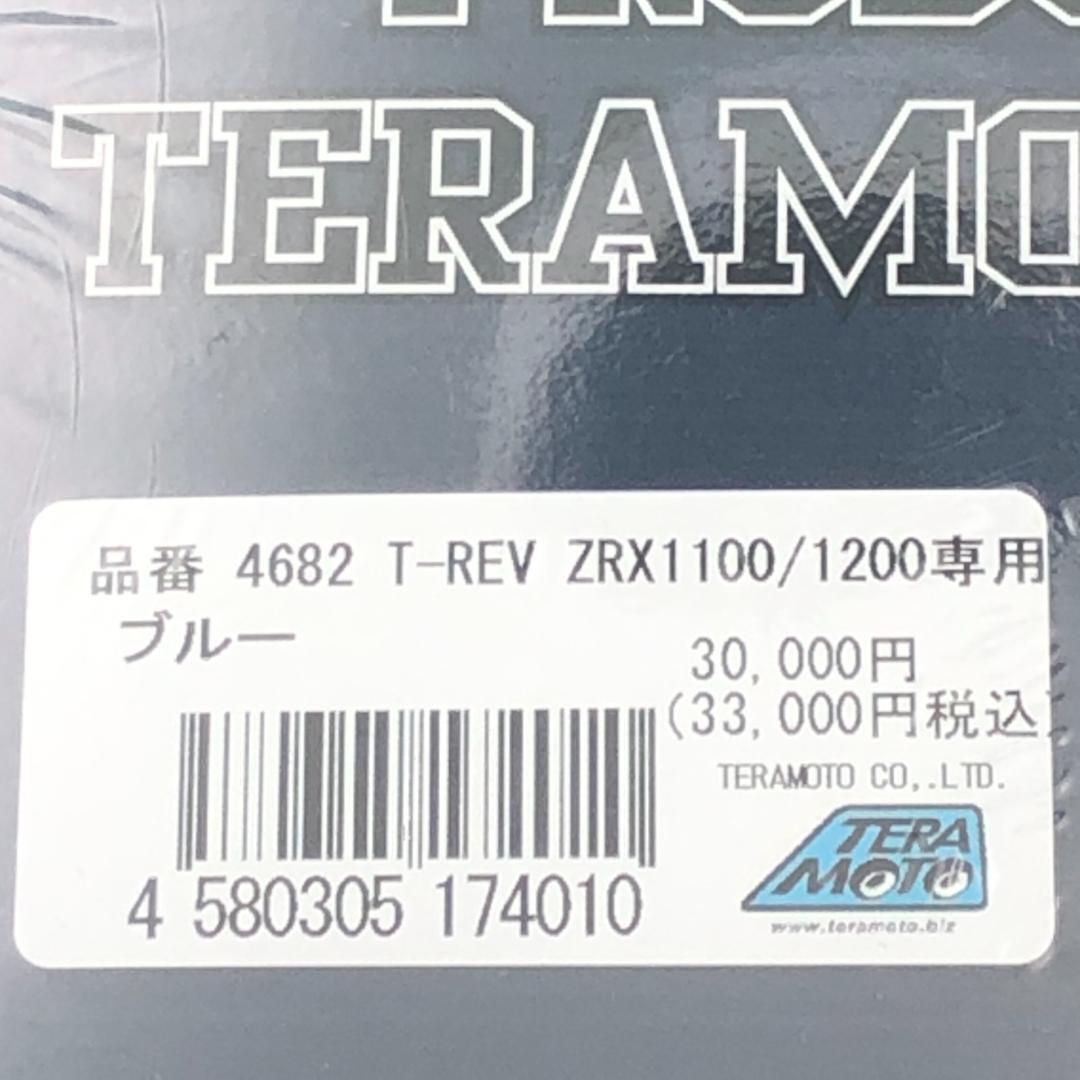 TERAMO
品番 4682 T-REV ZRX1100/1200専用
ブルー
30,000円
(33,000円税込)
TERAMOTO CO,.LTD.
TERA
MOTO
www.teramoto.biz
4 580305 174010